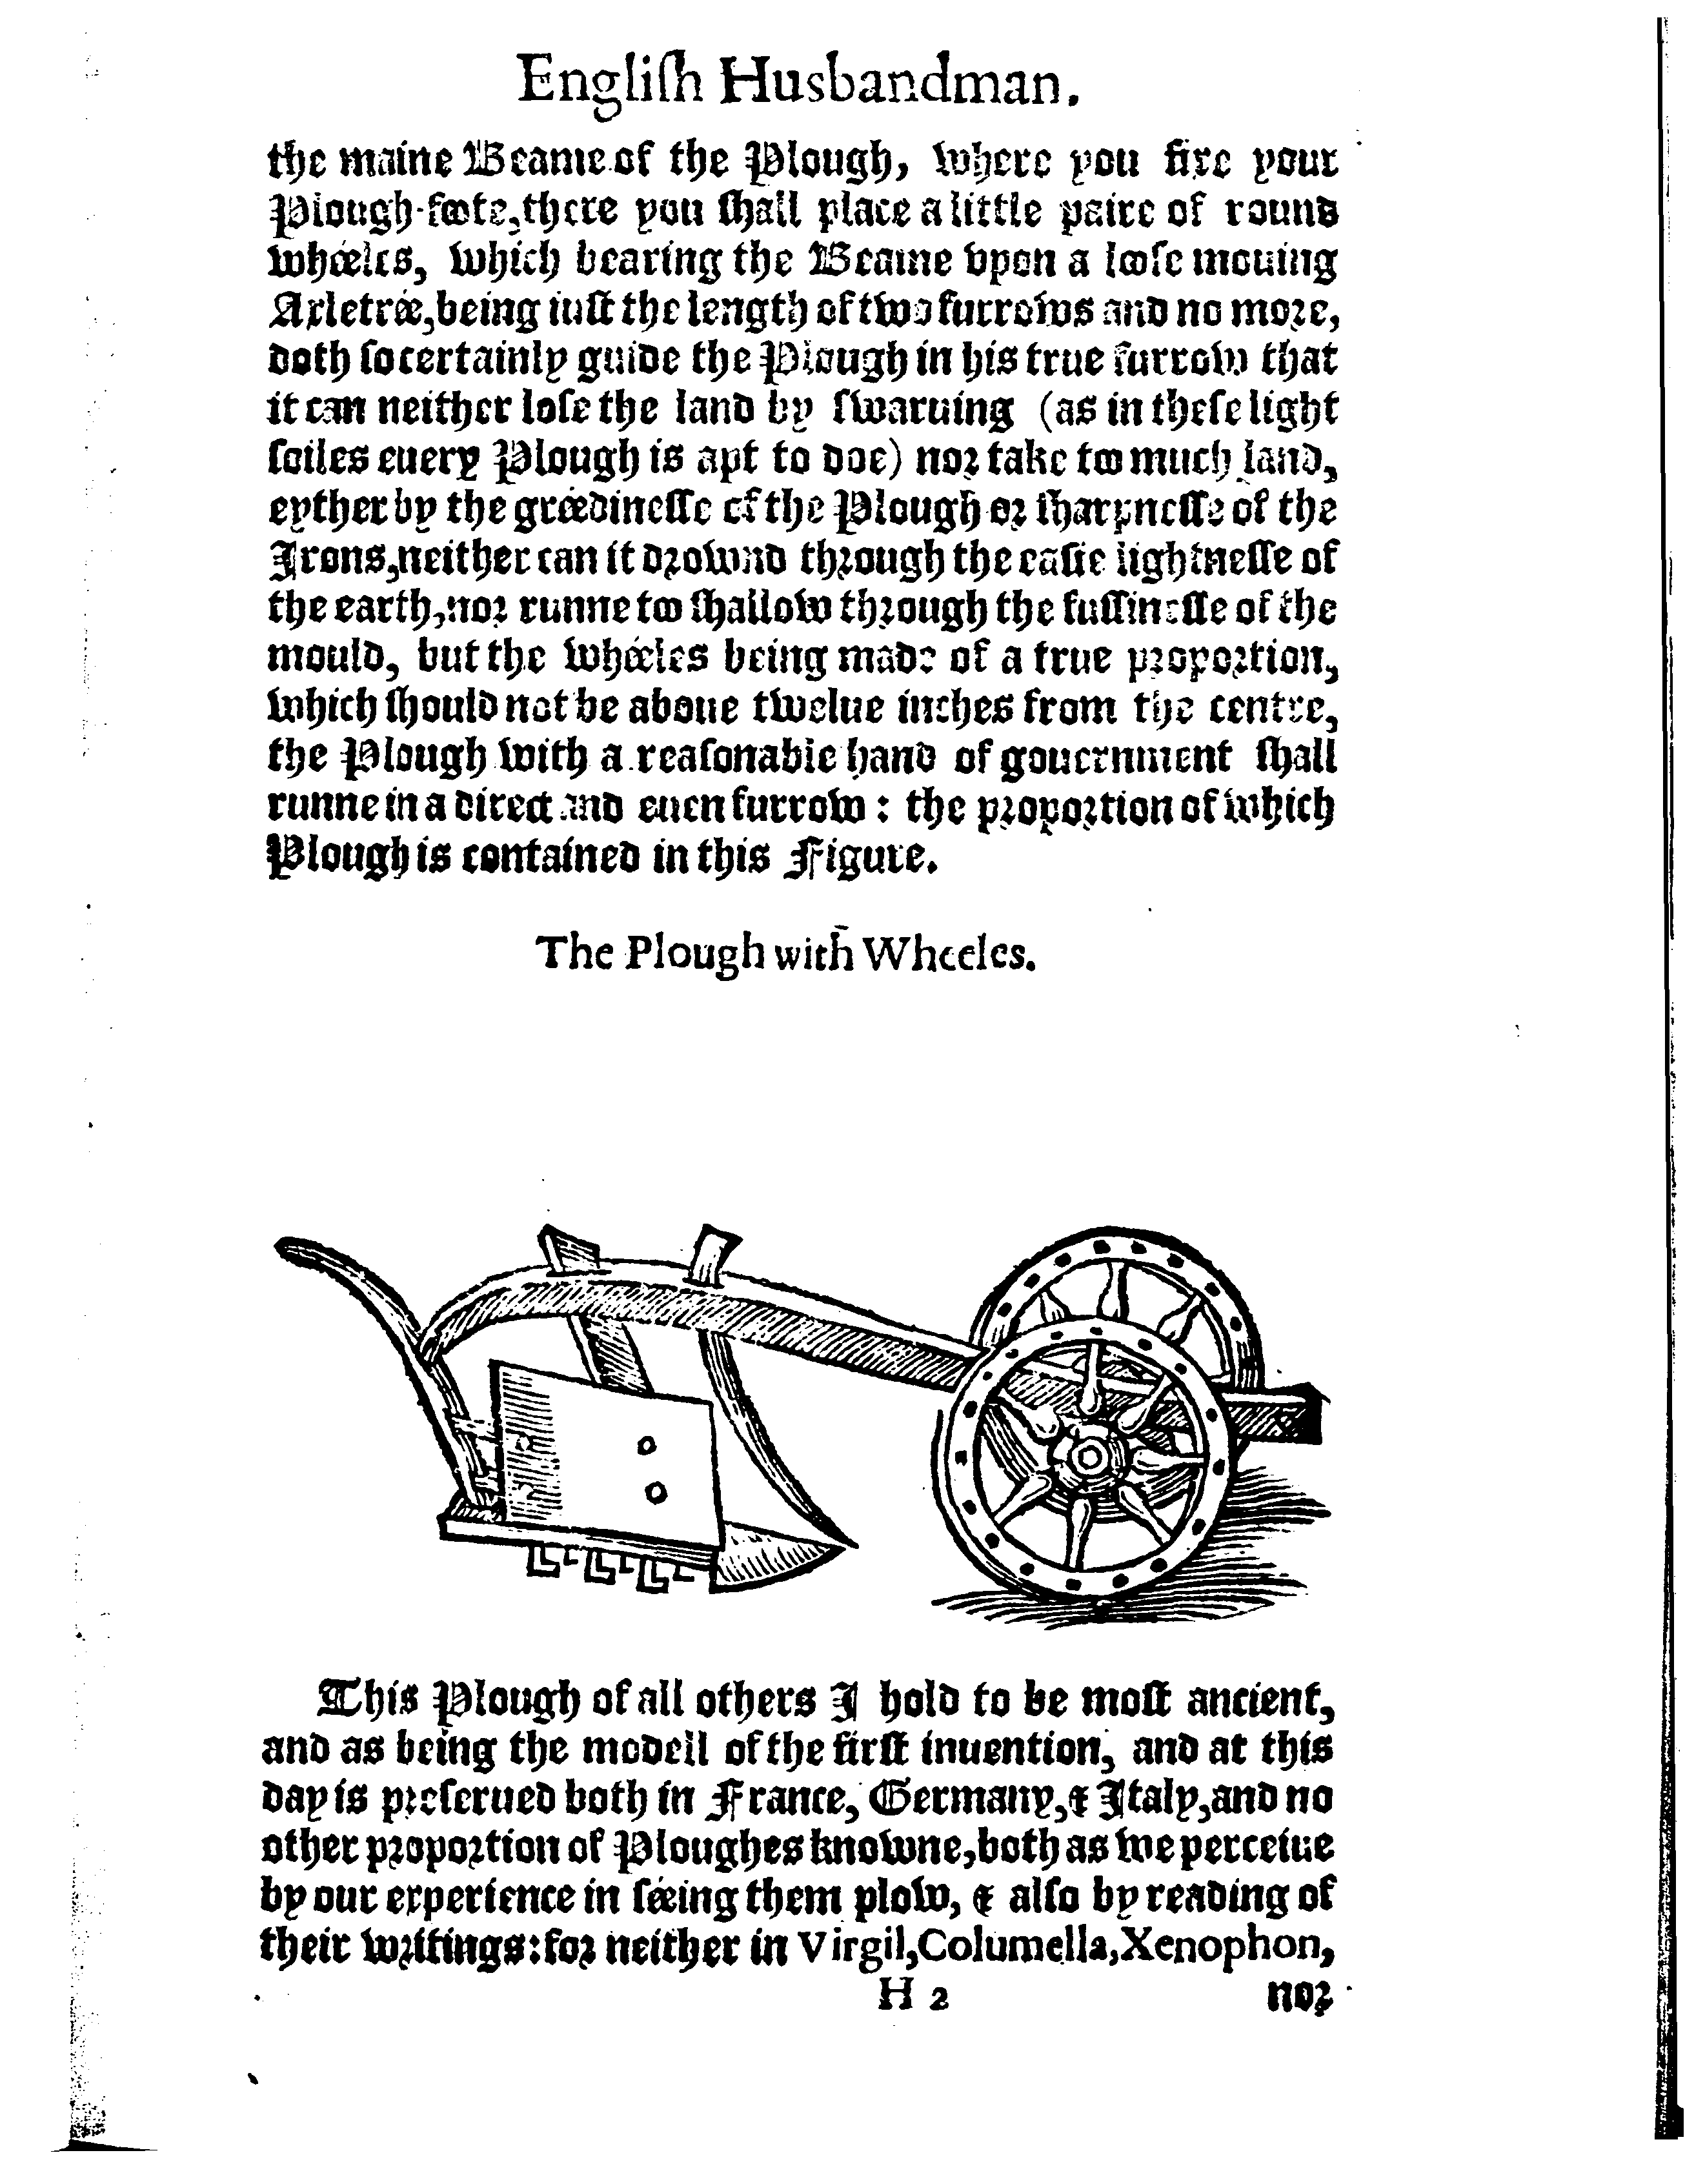 Engliſh Husbandman.
the maine Beame of the Plough, where you fixe your
Plough-foote, there you ſhall place a little paire of round
wheeles, which bearing the Beame vpon a looſe mouing
Axletree, being iuſt the length of two furrows and no more,
doth ſo certainly guide the Plough in his true furrow that
it can neither loſe the land by ſwaruing (as in theſe light
ſoiles euery Plough is apt to doe) nor take too much land,
eyther by the greedineſſe of the Plough or ſharpneſſe of the
Irons, neither can it drownd through the eaſie lightneſſe of
the earth, nor runne too ſhallow through the fuſſineſſe of the
mould, but the wheeles being made of a true proportion,
which ſhould not be aboue twelue inches from the centre,
the Plough with a reaſonable hand of gouernment ſhall
runne in a direct and euen furrow: the proportion of which
Plough is contained in this Figure.
The Plough with Wheeles.
This Plough of all others I hold to be moſt ancient,
and as being the modell of the firſt inuention, and at this
day is preſerued both in France, Germany, & Italy, and no
other proportion of Ploughes knowne, both as we perceiue
by our experience in ſeeing them plow, & alſo by reading of
their writings: for neither in Virgil, Columella, Xenophon,
H 2
nor